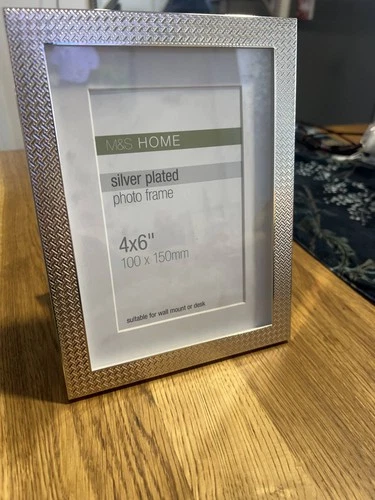 M&S HOME
silver plated
photo frame
4x6"
100 x 150mm
suitable for wall mount or desk